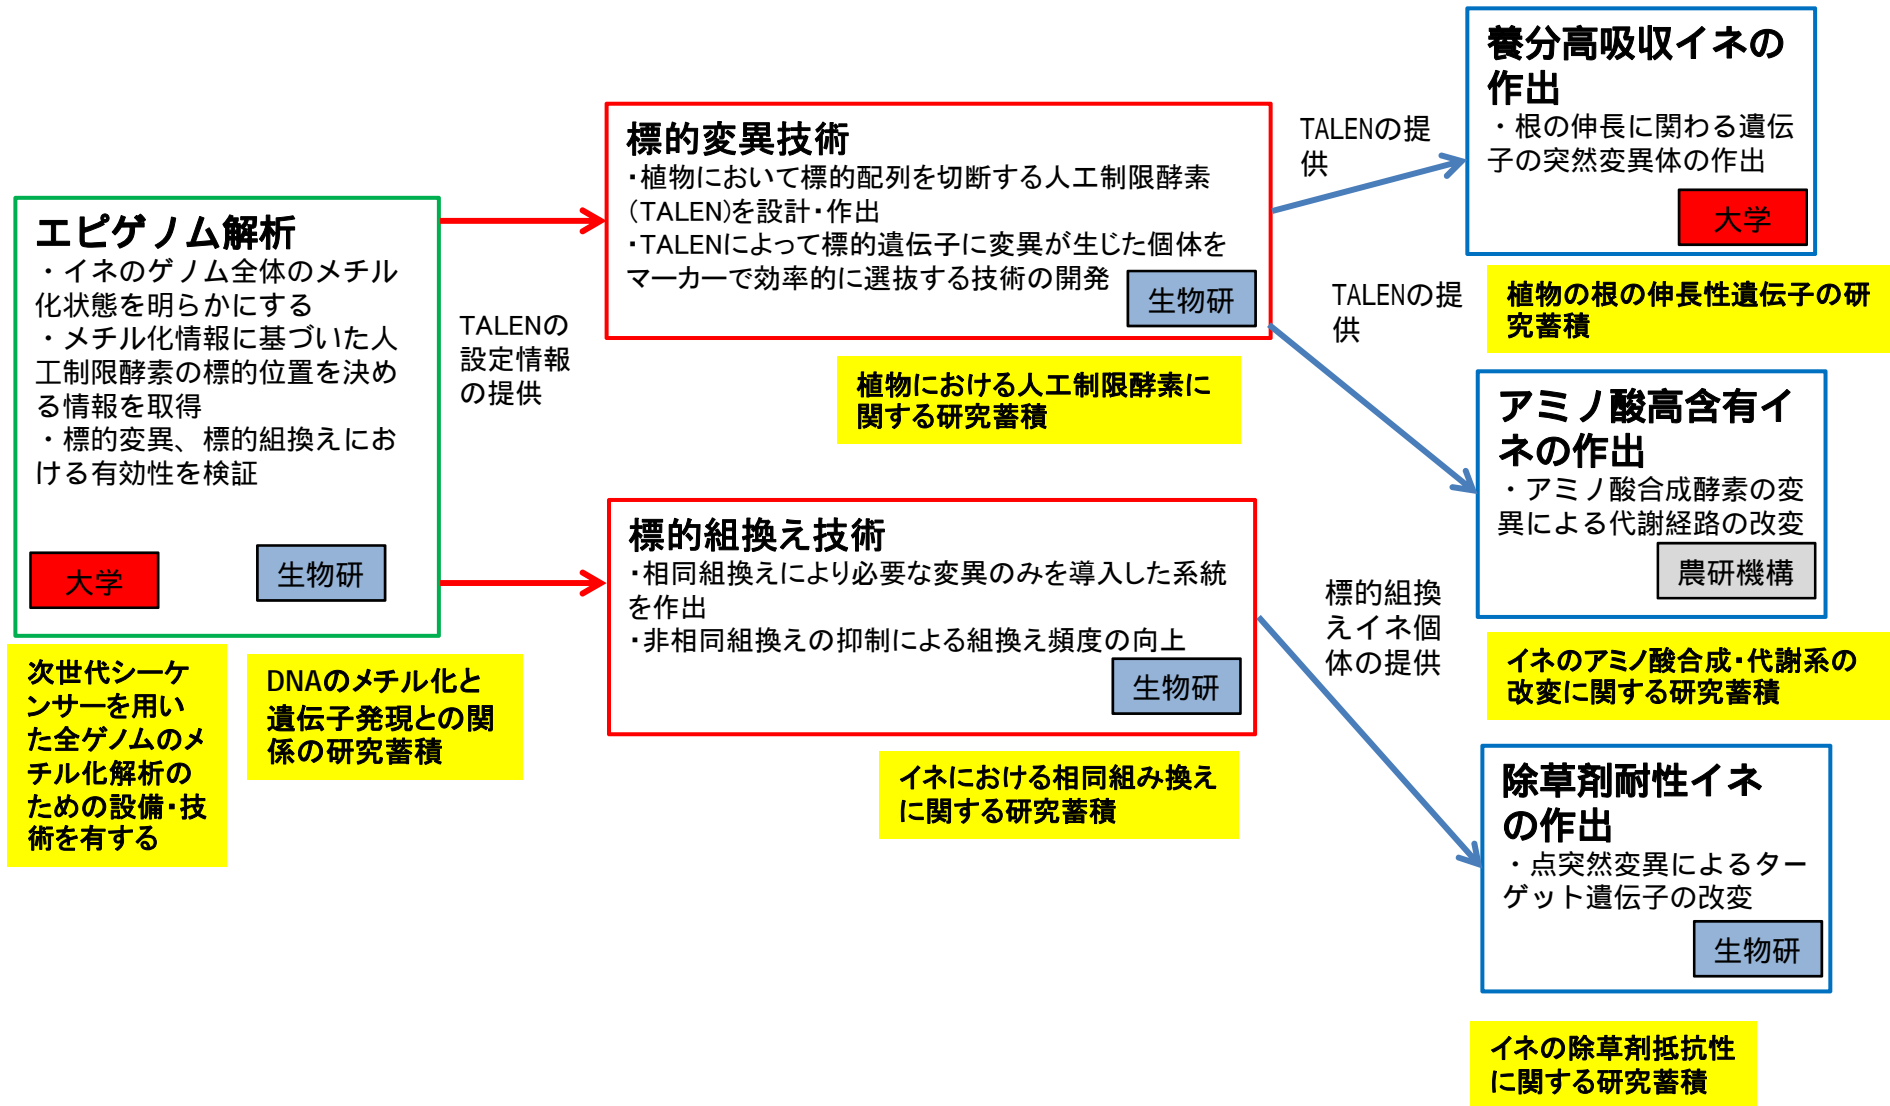 エピゲノム解析
・イネのゲノム全体のメチル
化状態を明らかにする
・メチル化情報に基づいた人
工制限酵素の標的位置を決め
る情報を取得
・標的変異、標的組換えにお
ける有効性を検証
大学
生物研
次世代シーケ
ンサーを用い
た全ゲノムのメ
チル化解析の
ための設備・技
術を有する
DNAのメチル化と
遺伝子発現との関
係の研究蓄積
TALENの
設定情報
の提供
標的変異技術
・植物において標的配列を切断する人工制限酵素
(TALEN)を設計・作出
・TALENによって標的遺伝子に変異が生じた個体を
マーカーで効率的に選抜する技術の開発
生物研
植物における人工制限酵素に
関する研究蓄積
標的組換え技術
・相同組換えにより必要な変異のみを導入した系統
を作出
・非相同組換えの抑制による組換え頻度の向上
生物研
イネにおける相同組み換え
に関する研究蓄積
TALENの提
供
TALENの提
供
標的組換
えイネ個
体の提供
養分高吸収イネの
作出
・根の伸長に関わる遺伝
子の突然変異体の作出
大学
植物の根の伸長性遺伝子の研
究蓄積
アミノ酸高含有イ
ネの作出
・アミノ酸合成酵素の変
異による代謝経路の改変
農研機構
イネのアミノ酸合成・代謝系の
改変に関する研究蓄積
除草剤耐性イネ
の作出
・点突然変異によるター
ゲット遺伝子の改変
生物研
イネの除草剤抵抗性
に関する研究蓄積